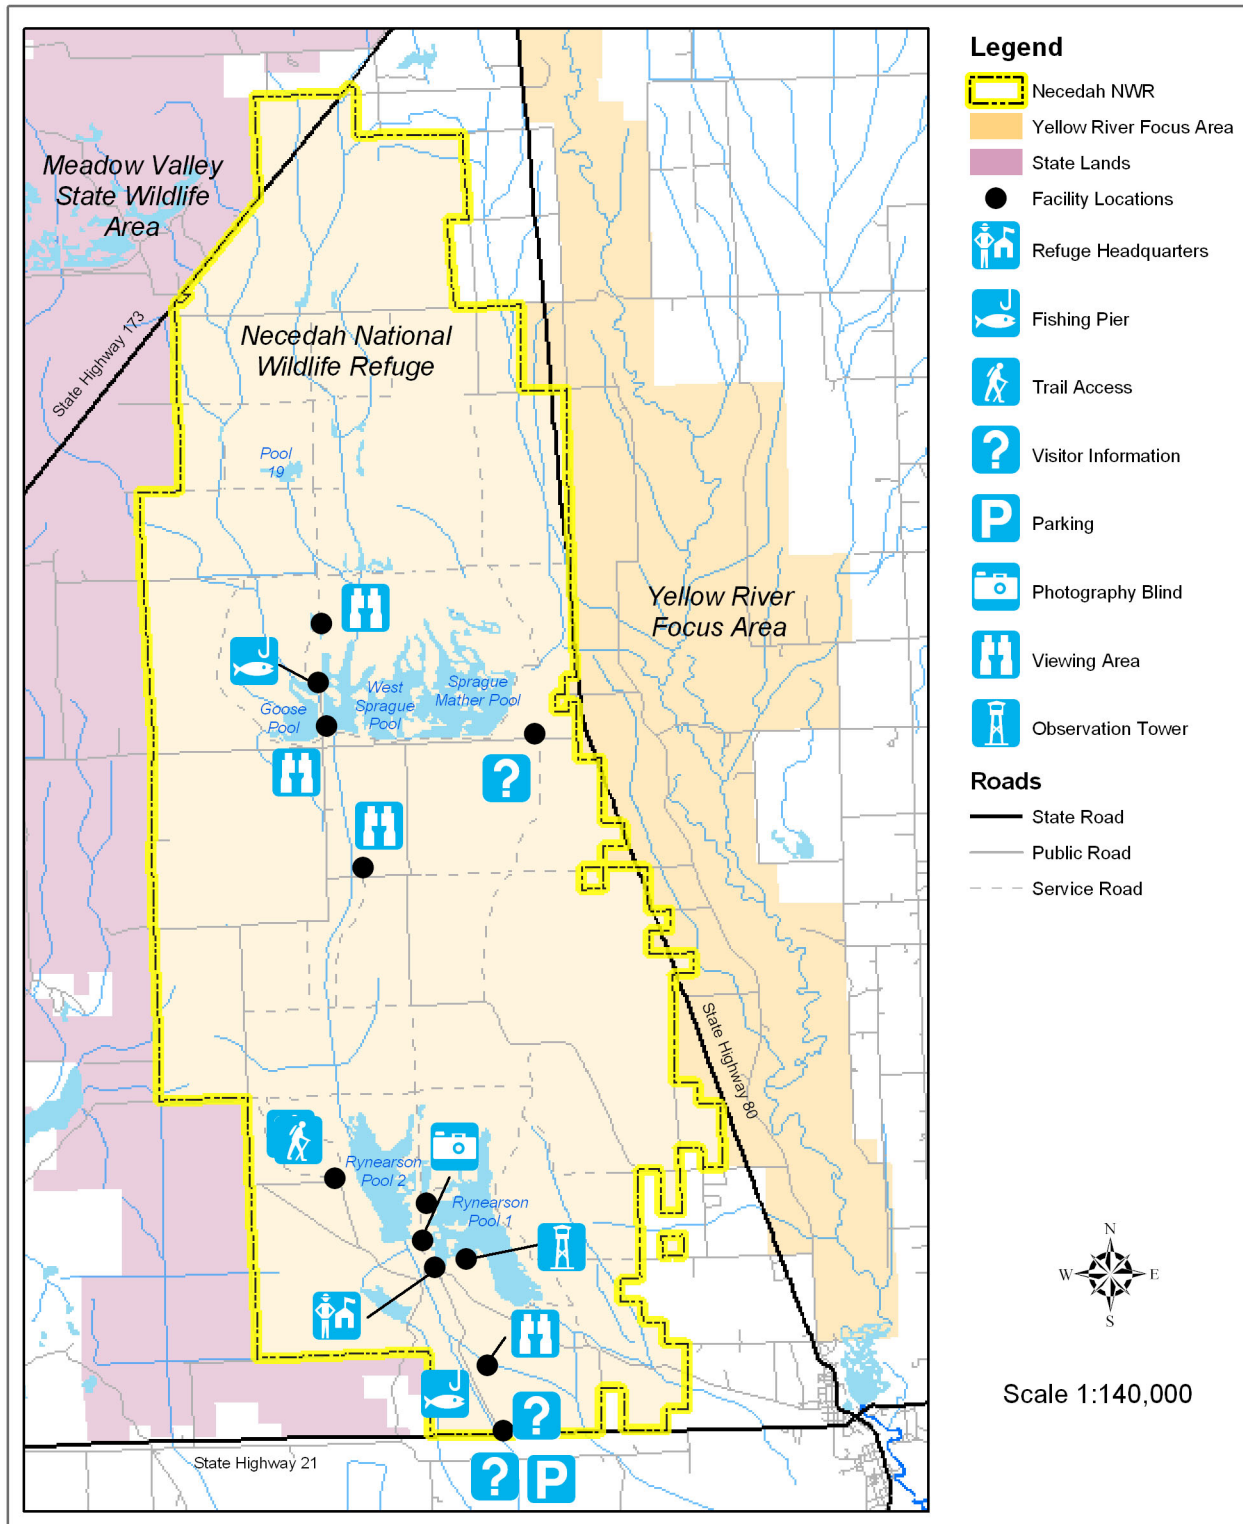 Meadow Valley
State Wildlife
Area
State Highway 173
Necedah National
Wildlife Refuge
Pool
19
Yellow River
Focus Area
Goose
Pool
West
Sprague
Pool
Sprague
Mather Pool
?
State Highway 80
Rynearson
Pool 2
Rynearson
Pool 1
?
State Highway 21
?
P
Legend
Necedah NWR
Yellow River Focus Area
State Lands
Facility Locations
Refuge Headquarters
Fishing Pier
Trail Access
? Visitor Information
P Parking
Photography Blind
Viewing Area
Observation Tower
Roads
State Road
Public Road
Service Road
N
W E
S
Scale 1:140,000